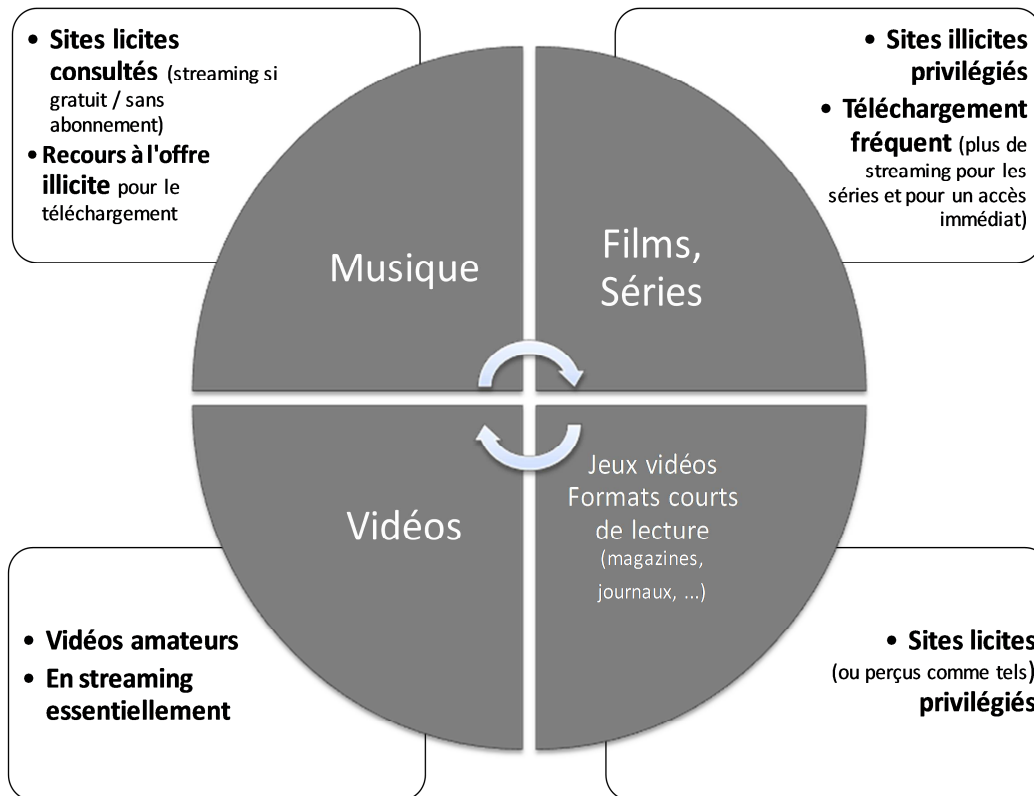 • Sites licites
consultés (streaming si
gratuit / sans
abonnement)
• Recours à l'offre
illicite pour le
téléchargement
• Sites illicites
privilégiés
• Téléchargement
fréquent (plus de
streaming pour les
séries et pour un accès
immédiat)
Musique
Films,
Séries
Vidéos
Jeux vidéos
Formats courts
de lecture
(magazines,
journaux, ...)
• Vidéos amateurs
• En streaming
essentiellement
• Sites licites
(ou perçus comme tels)
privilégiés